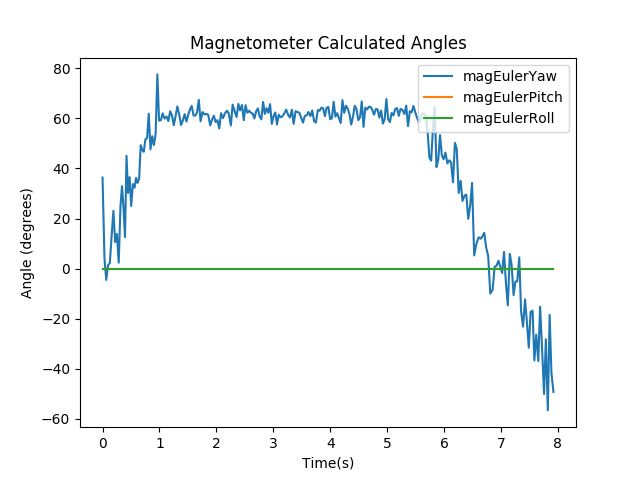 Magnetometer Calculated Angles
magEulerYaw
magEulerPitch
magEulerRoll
Angle (degrees)
80
60
40
20
0
−20
−40
−60
0 1 2 3 4 5 6 7 8
Time(s)